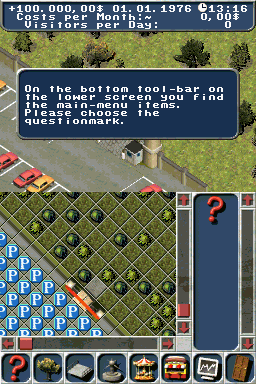 +100.000,00$ 01.01.1976 13:16
Costs per Month:~ 0,00$
Visitors per Day: 0
On the bottom tool-bar on
the lower screen you find
the main-menu items.
Please choose the
questionmark.
?
P P P P P P P P P P P P P P P P P P P
?